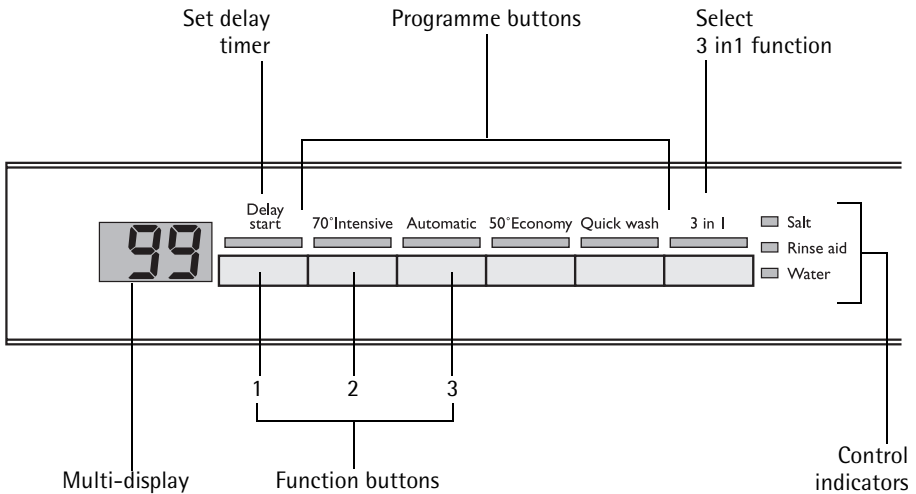 Set delay
timer
Programme buttons
Select
3 in1 function
Delay
start
70°Intensive
Automatic
50°Economy
Quick wash
3 in 1
Salt
Rinse aid
Water
99
1
2
3
Multi-display
Function buttons
Control
indicators